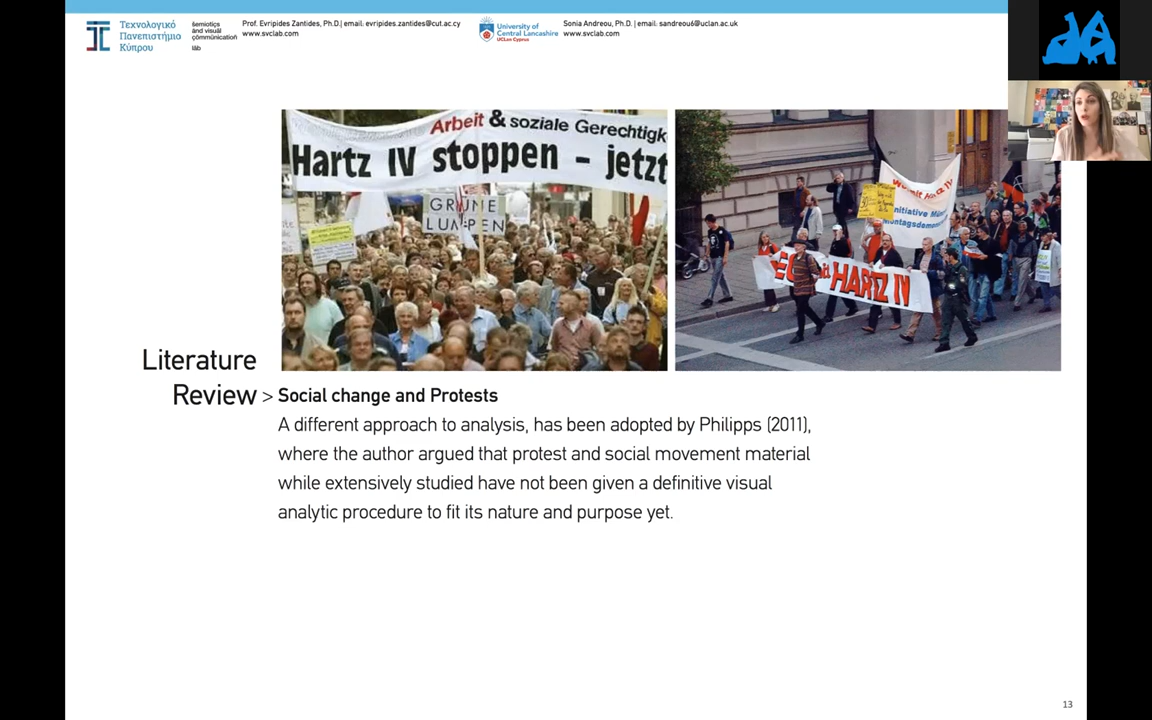 Τεχνολογικό
Πανεπιστήμιο
Κύπρου
semiotics
and visual
communication
lab
Prof. Evripides Zantides, Ph.D.| email: evripides.zantides@cut.ac.cy
www.svclab.com
University of
Central Lancashire
UCLan Cyprus
Sonia Andreou, Ph.D. | email: sandreou6@uclan.ac.uk
www.svclab.com
Arbeit & soziale Gerechtigk
Hartz IV stoppen - jetzt
GRÜNE
LUMPEN
HARTZ IV
Literature
Review > Social change and Protests
A different approach to analysis, has been adopted by Philipps (2011),
where the author argued that protest and social movement material
while extensively studied have not been given a definitive visual
analytic procedure to fit its nature and purpose yet.
13